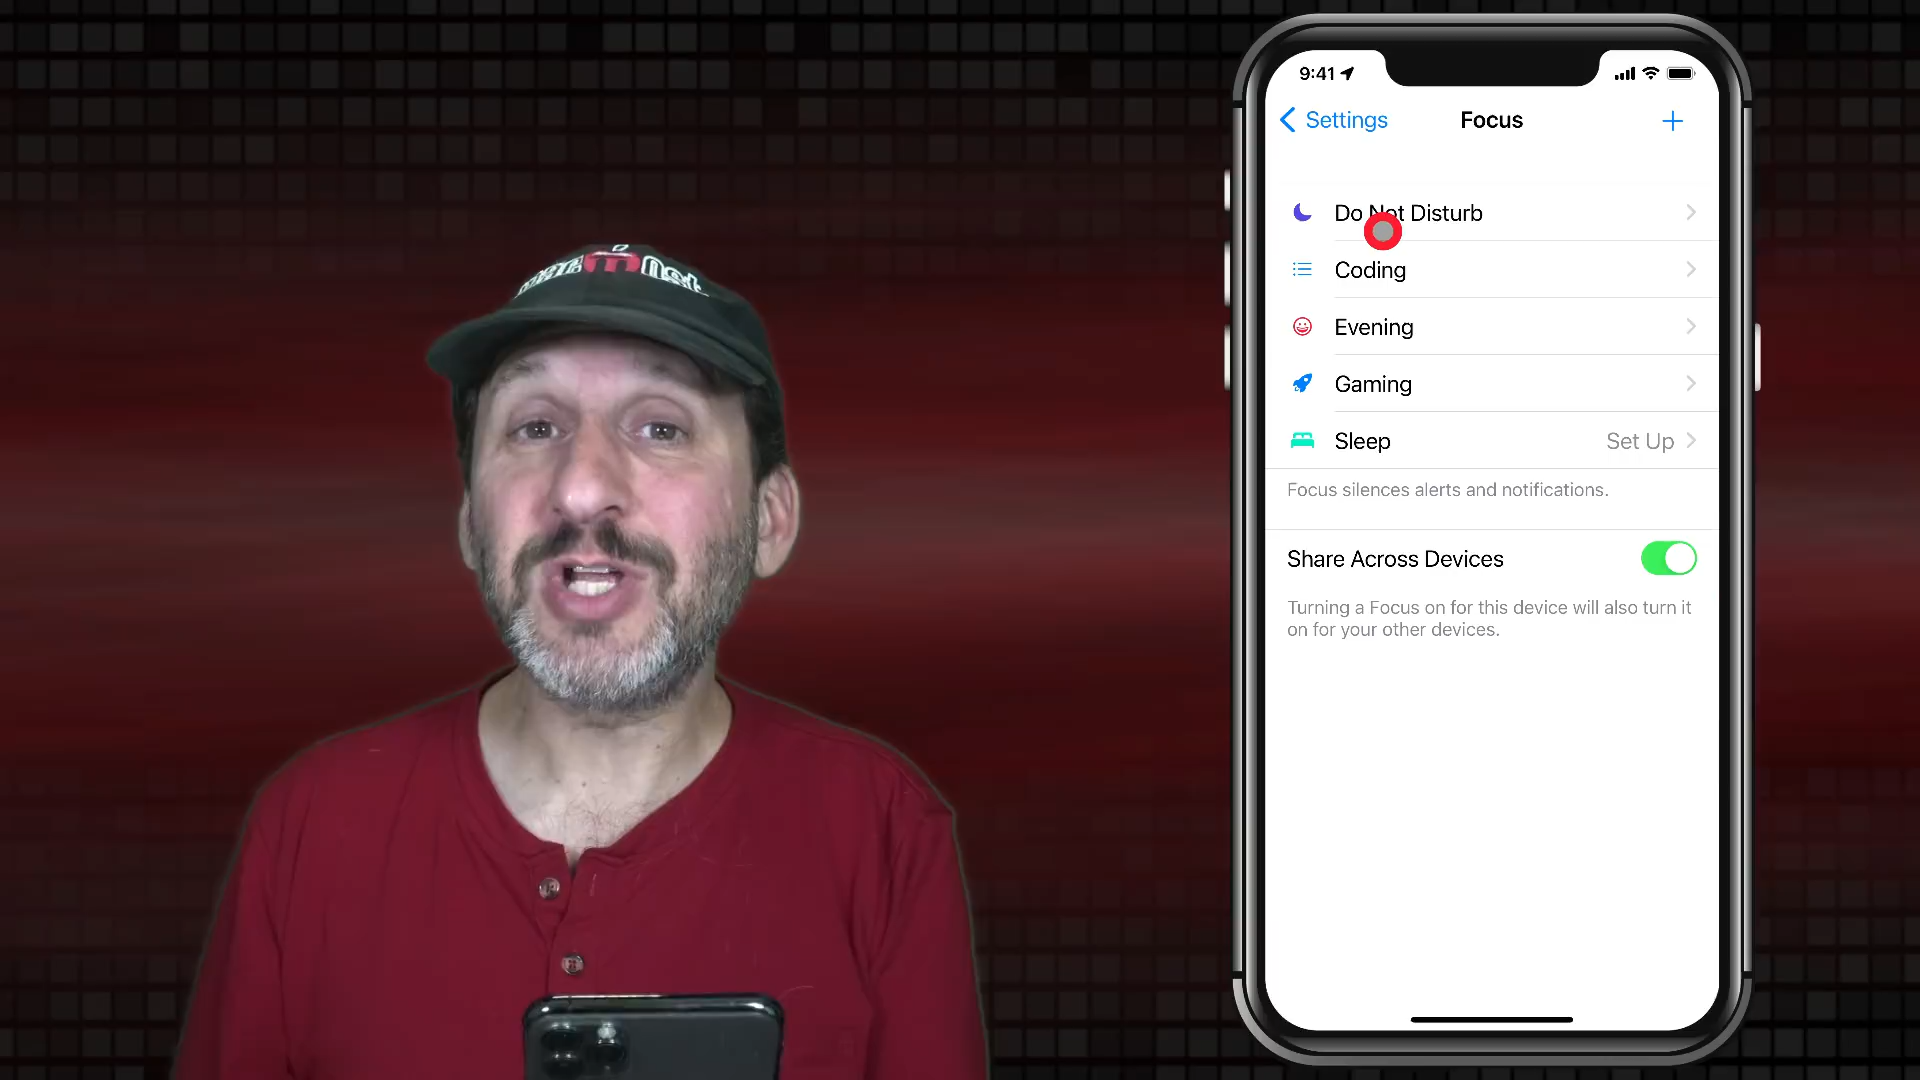 9:41
Settings
Focus
Do Not Disturb
Coding
Evening
Gaming
Sleep
Set Up
Focus silences alerts and notifications.
Share Across Devices
Turning a Focus on for this device will also turn it
on for your other devices.